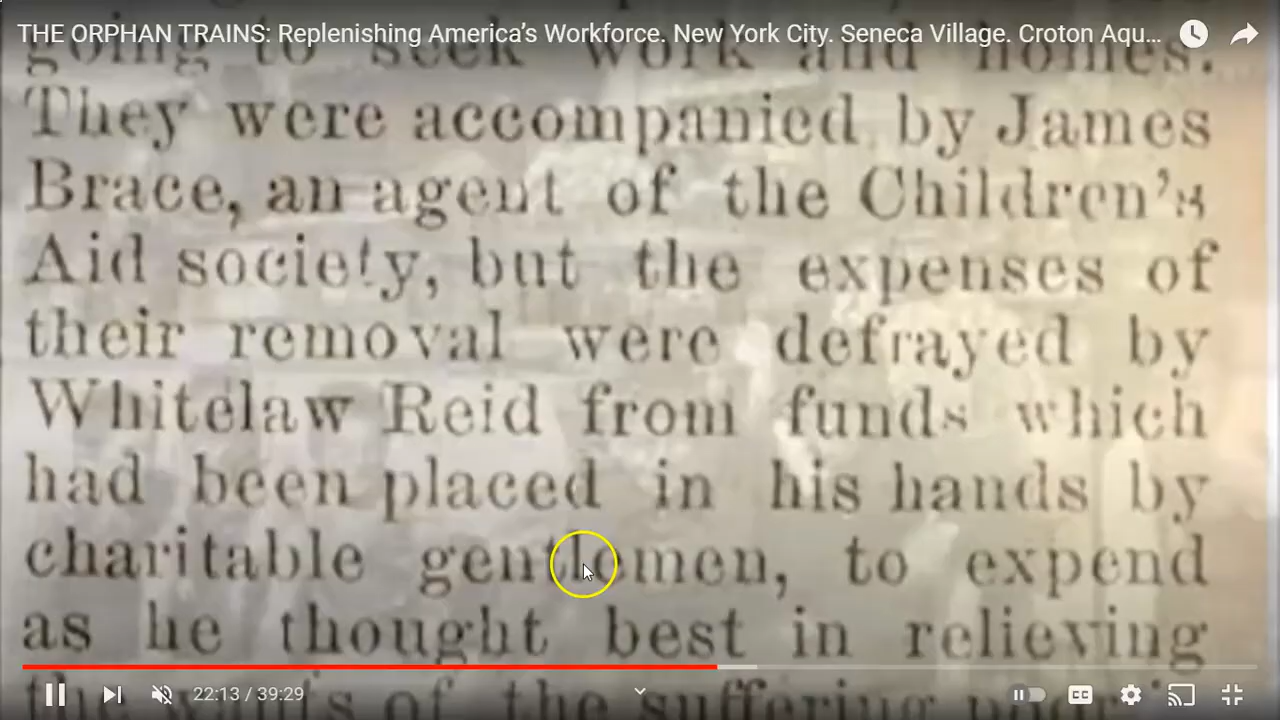 THE ORPHAN TRAINS: Replenishing America’s Workforce. New York City. Seneca Village. Croton Aqu...
going to seek work and homes.
They were accompanied by James
Brace, an agent of the Children's
Aid society, but the expenses of
their removal were defrayed by
Whitelaw Reid from funds which
had been placed in his hands by
charitable gentlemen, to expend
as he thought best in relieving
the wants of the suffering
22:13 / 39:29
CC